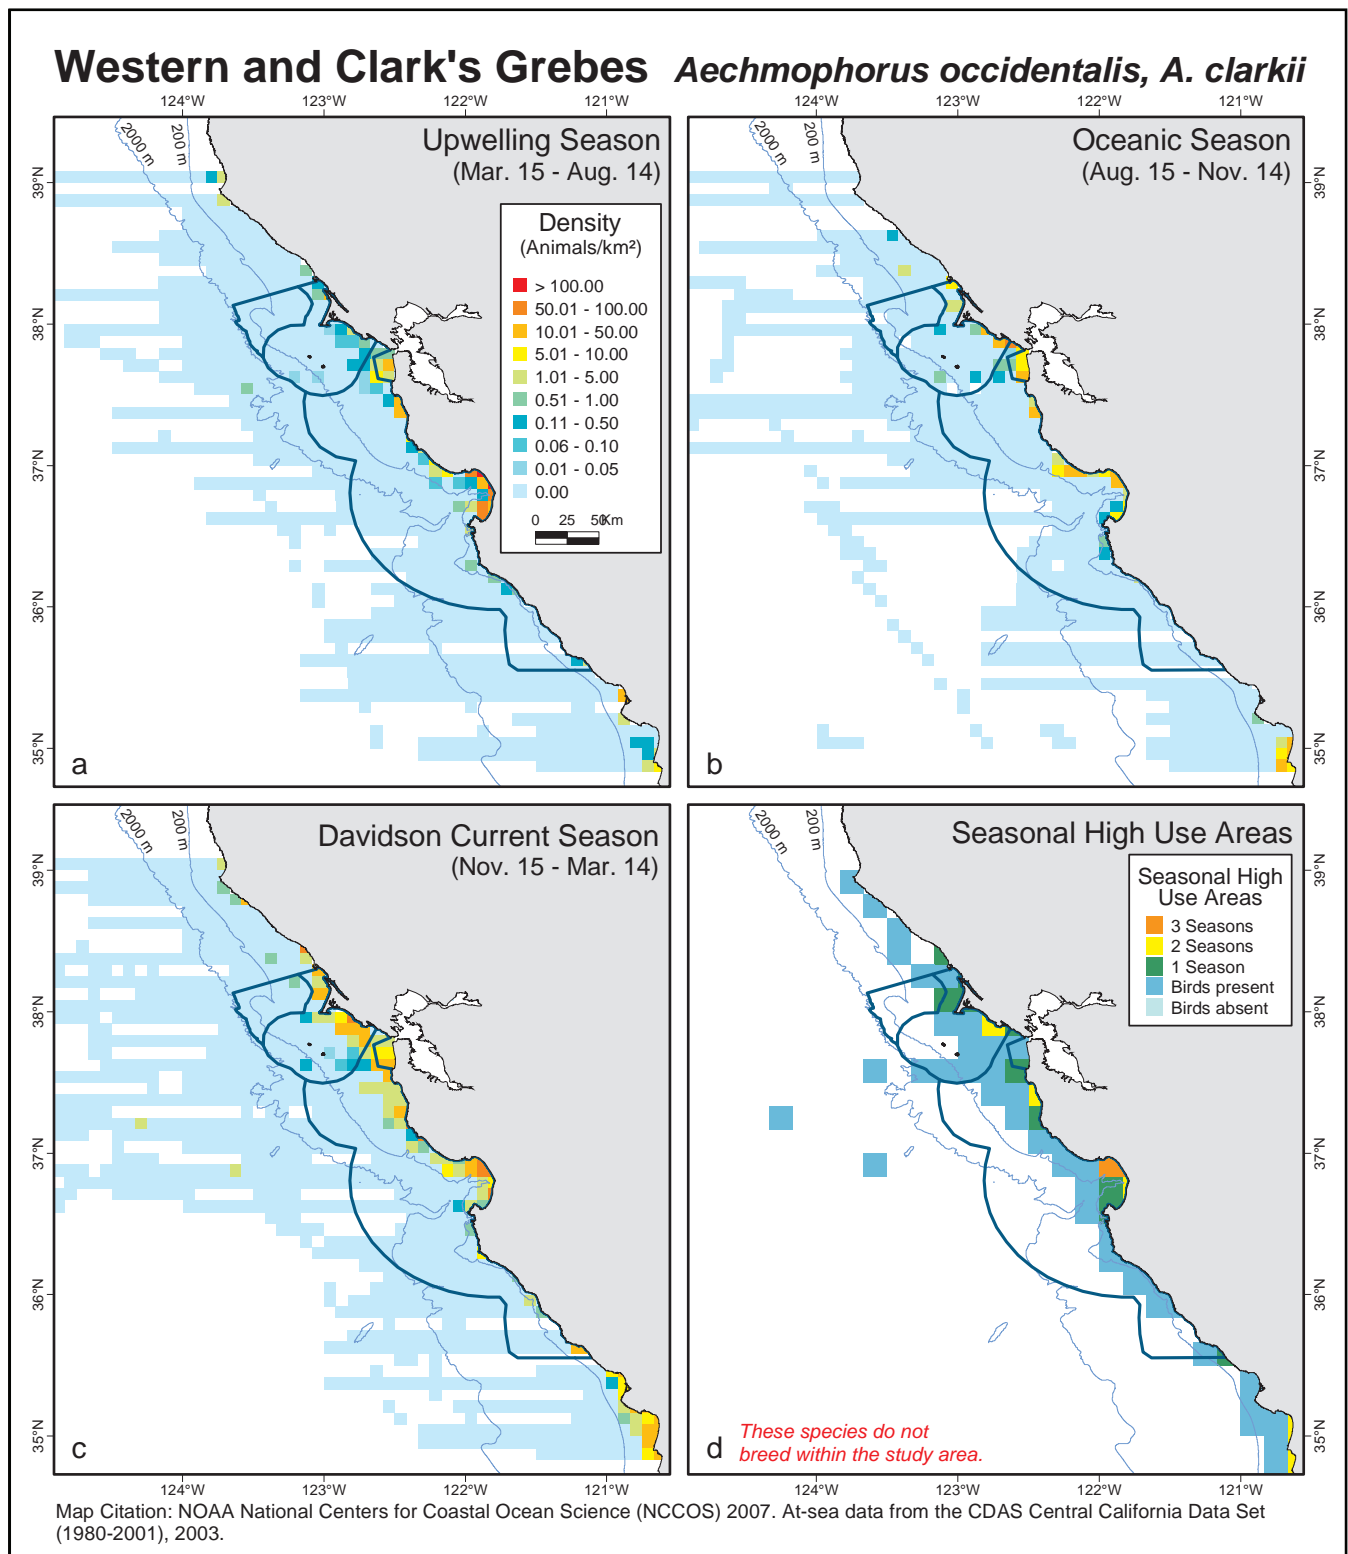 Western and Clark's Grebes Aechmophorus occidentalis, A. clarkii
124°W 123°W 122°W 121°W 124°W 123°W 122°W 121°W
2000 m
200 m
Upwelling Season
(Mar. 15 - Aug. 14)
39°N
38°N
37°N
36°N
35°N
Density
(Animals/km²)
> 100.00
50.01 - 100.00
10.01 - 50.00
5.01 - 10.00
1.01 - 5.00
0.51 - 1.00
0.11 - 0.50
0.06 - 0.10
0.01 - 0.05
0.00
0 25 50 Km
a
2000 m
200 m
Oceanic Season
(Aug. 15 - Nov. 14)
39°N
38°N
37°N
36°N
35°N
b
2000 m
200 m
Davidson Current Season
(Nov. 15 - Mar. 14)
39°N
38°N
37°N
36°N
35°N
c
2000 m
200 m
Seasonal High Use Areas
Seasonal High
Use Areas
3 Seasons
2 Seasons
1 Season
Birds present
Birds absent
39°N
38°N
37°N
36°N
35°N
These species do not
breed within the study area.
d
124°W 123°W 122°W 121°W 124°W 123°W 122°W 121°W
Map Citation: NOAA National Centers for Coastal Ocean Science (NCCOS) 2007. At-sea data from the CDAS Central California Data Set
(1980-2001), 2003.